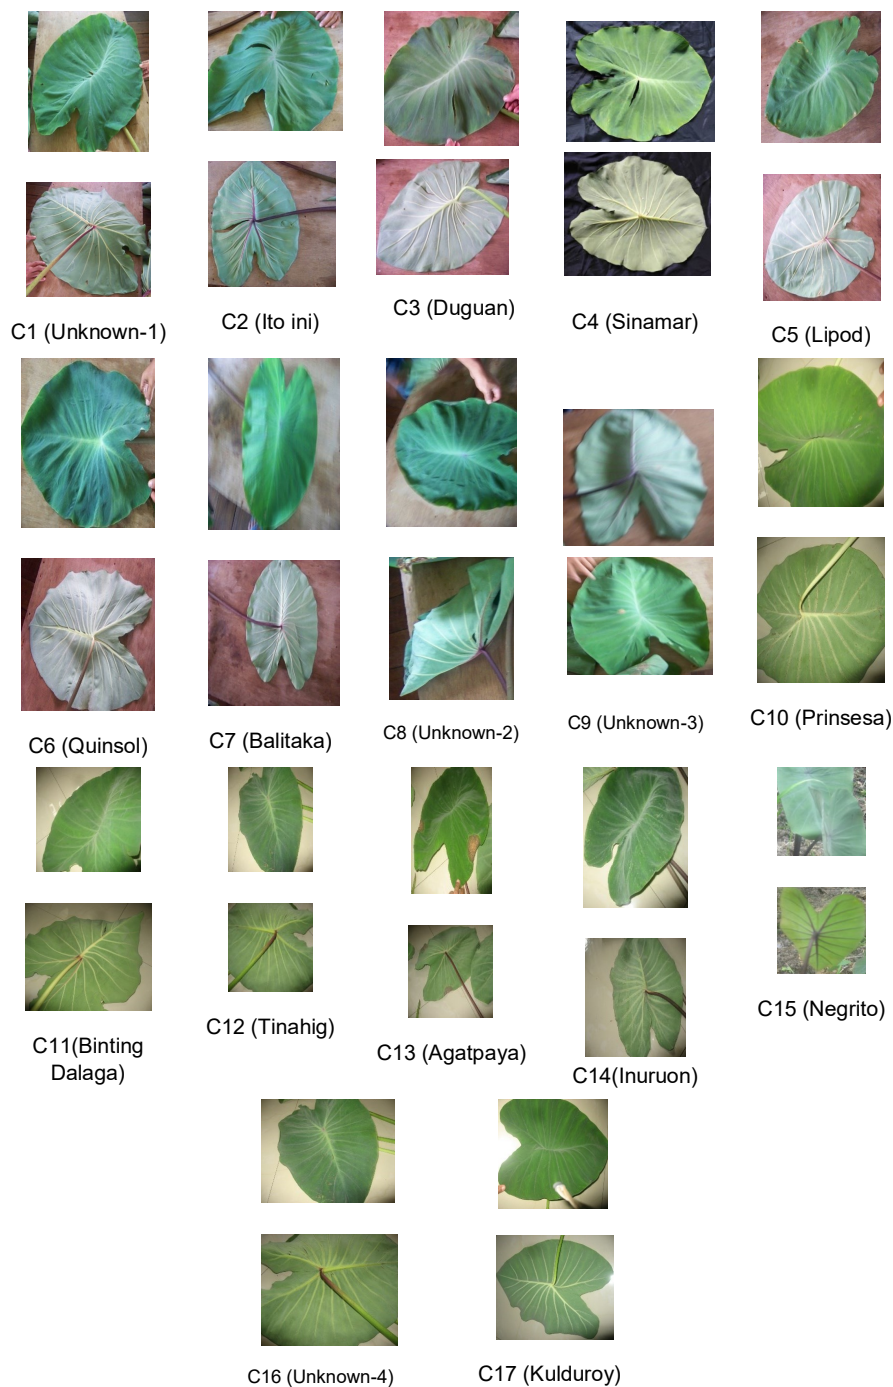 C1 (Unknown-1)
C2 (Ito ini)
C3 (Duguan)
C4 (Sinamar)
C5 (Lipod)
C6 (Quinsol)
C7 (Balitaka)
C8 (Unknown-2)
C9 (Unknown-3)
C10 (Prinsesa)
C11(Binting
Dalaga)
C12 (Tinahig)
C13 (Agatpaya)
C14(Inuruon)
C15 (Negrito)
C16 (Unknown-4)
C17 (Kulduroy)